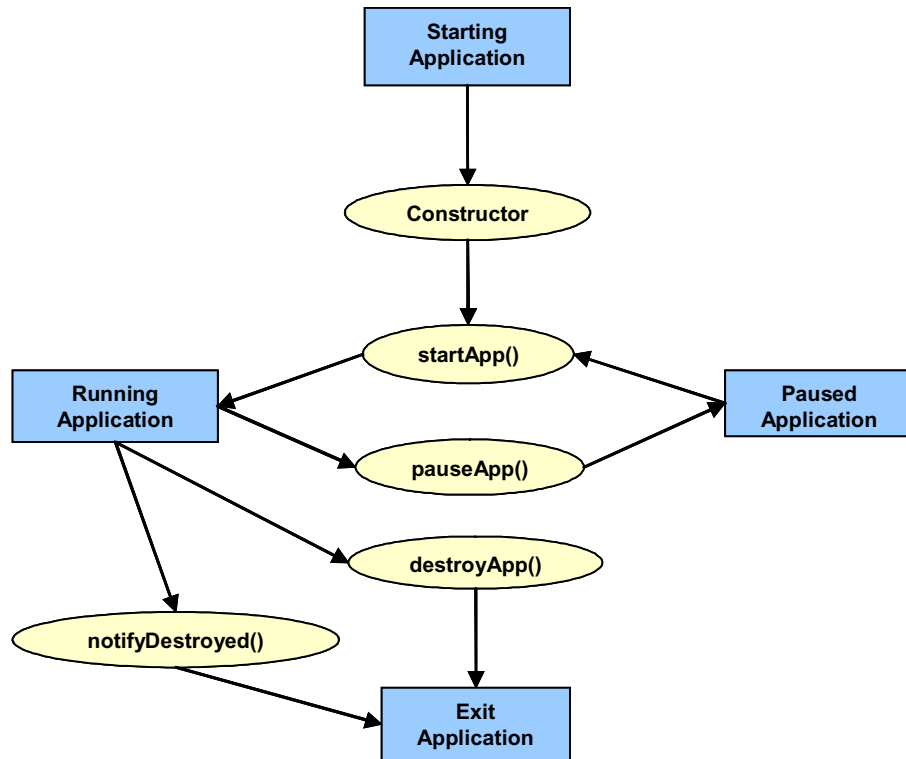 Starting
Application
Constructor
startApp()
Running
Application
Paused
Application
pauseApp()
destroyApp()
notifyDestroyed()
Exit
Application